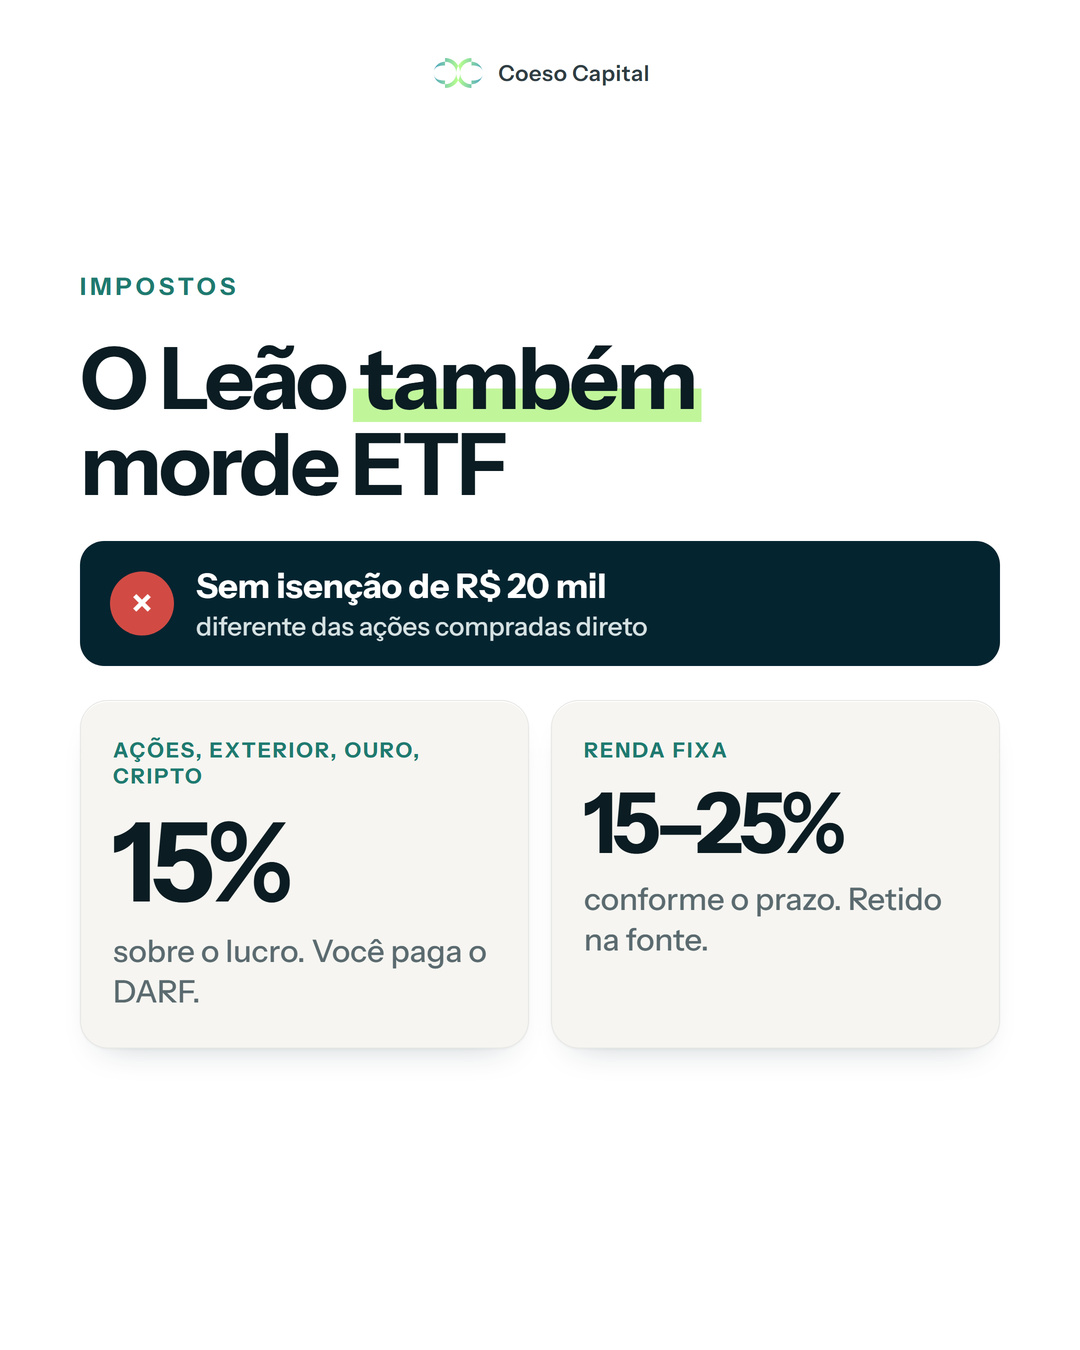 Coeso Capital
IMPOSTOS
O Leão também
morde ETF
×
Sem isenção de R$ 20 mil
diferente das ações compradas direto
AÇÕES, EXTERIOR, OURO,
CRIPTO
15%
sobre o lucro. Você paga o
DARF.
RENDA FIXA
15–25%
conforme o prazo. Retido
na fonte.